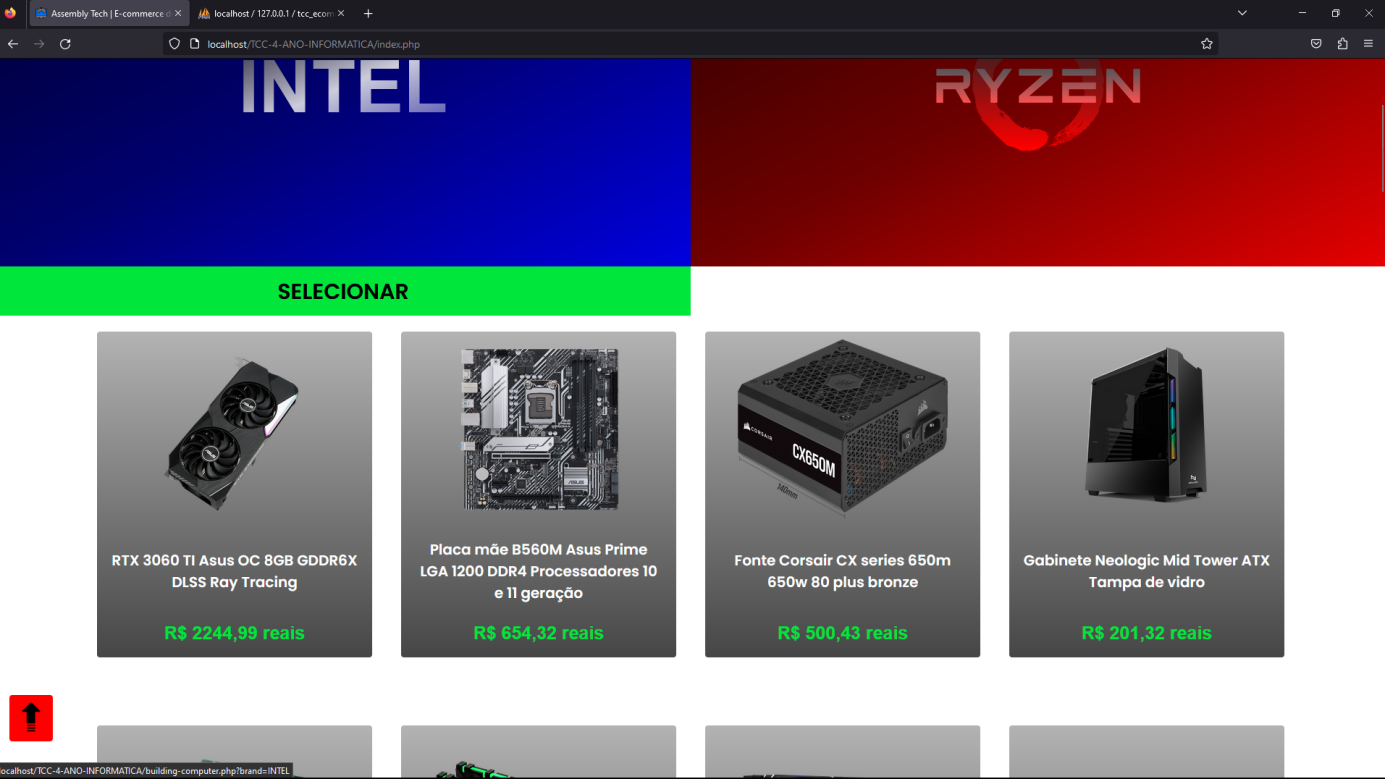 Assembly Tech | E-commerce d
localhost / 127.0.0.1 / tcc_ecom
localhost/TCC-4-ANO-INFORMATICA/index.php
INTEL
RYZEN
SELECIONAR
CORSAIR
CX650M
140mm
RTX 3060 TI Asus OC 8GB GDDR6X
DLSS Ray Tracing
R$ 2244,99 reais
Placa mãe B560M Asus Prime
LGA 1200 DDR4 Processadores 10
e 11 geração
R$ 654,32 reais
Fonte Corsair CX series 650m
650w 80 plus bronze
R$ 500,43 reais
Gabinete Neologic Mid Tower ATX
Tampa de vidro
R$ 201,32 reais
localhost/TCC-4-ANO-INFORMATICA/building-computer.php?brand=INTEL